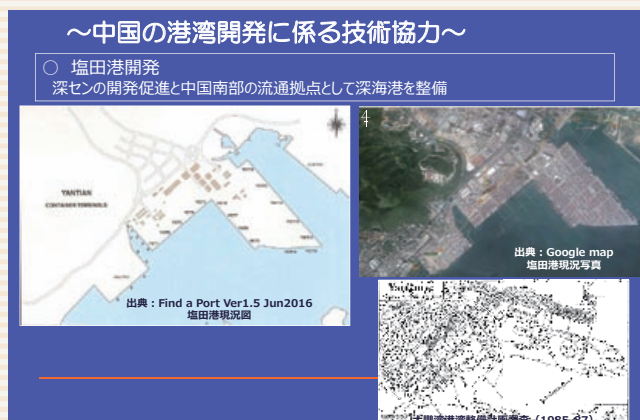 ~中国の港湾開発に係る技術協力~
○ 塩田港開発
深センの開発促進と中国南部の流通拠点として深海港を整備
YANTIAN
CONTAINER TERMINALS
出典：Find a Port Ver1.5 Jun2016
塩田港現況図
出典：Google map
塩田港現況写真